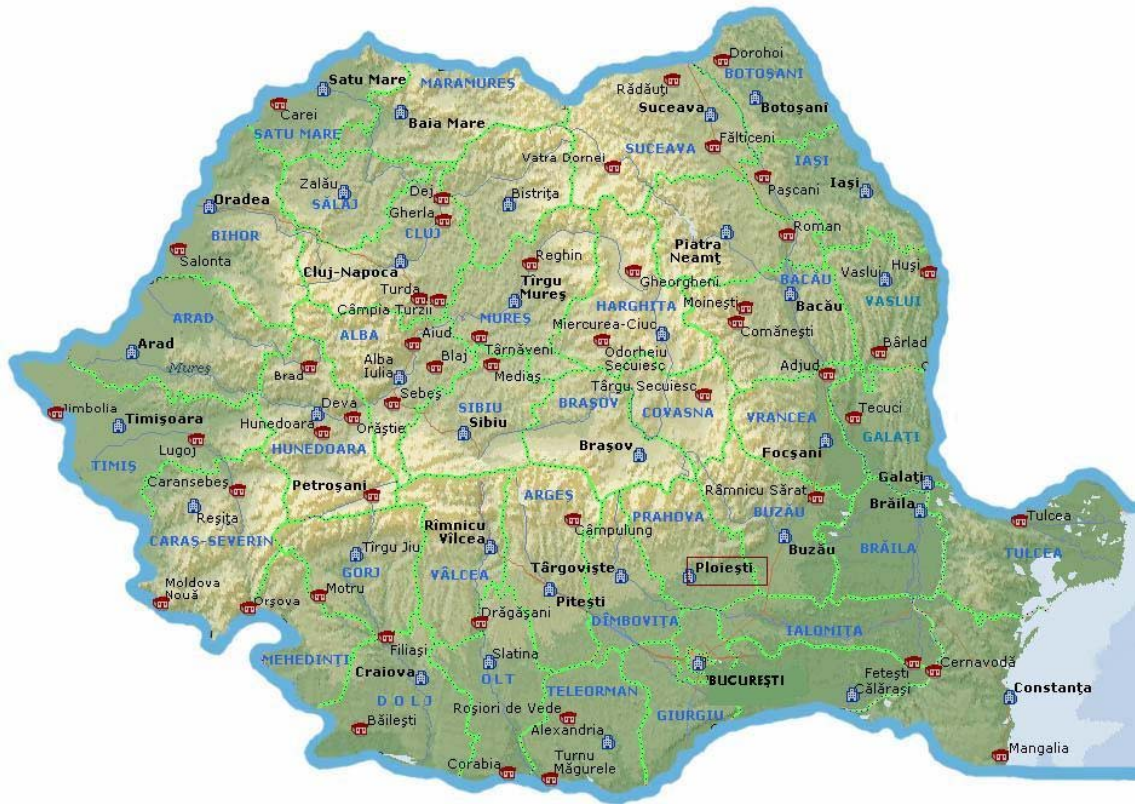 Dorohoi
BOTOŞANI
Satu Mare
MARAMUREŞ
Rădăuţi
Carei
Suceava
Botoşani
Baia Mare
SATU MARE
Fălticeni
SUCEAVA
IAŞI
Vatra Dornei
Zalău
Dej
Bistriţa
Paşcani
Iaşi
Oradea
SĂLAJ
Gherla
BIHOR
CLUJ
Roman
Piatra
Neamţ
Salonta
Reghin
Cluj-Napoca
Tîrgu
Mureş
Gheorgheni
BACĂU
Vaslui
Huşi
Turda
Câmpia Turzii
HARGHITA
Moineşti
Bacău
VASLUI
ARAD
MUREŞ
Miercurea-Ciuc
Comăneşti
ALBA
Aiud
Arad
Târnăveni
Odorheiu
Secuiesc
Bârlad
Mureş
Brad
Alba
Iulia
Blaj
Mediaş
Adjud
Târgu Secuiesc
Sebeş
Jimbolia
Deva
SIBIU
BRAŞOV
COVASNA
VRANCEA
Tecuci
Timişoara
Hunedoara
Orăştie
Sibiu
GALAŢI
Lugoj
HUNEDOARA
Braşov
Focşani
TIMIŞ
Caransebeş
Petroşani
ARGEŞ
Râmnicu Sărat
Galaţi
Reşiţa
Brăila
PRAHOVA
BUZĂU
Rîmnicu
Vîlcea
Câmpulung
Tulcea
CARAS-SEVERIN
Tîrgu Jiu
Buzău
BRĂILA
TULCEA
GORJ
VÂLCEA
Târgovişte
Ploieşti
Moldova
Nouă
Motru
Orşova
Piteşti
Drăgăşani
DÎMBOVIŢA
IALOMIŢA
Filiaşi
MEHEDINŢI
Slatina
Craiova
OLT
Feteşti
Cernavodă
BUCUREŞTI
Călăraşi
Constanţa
TELEORMAN
DOLJ
Roşiori de Vede
GIURGIU
Băileşti
Alexandria
Turnu
Măgurele
Corabia
Mangalia